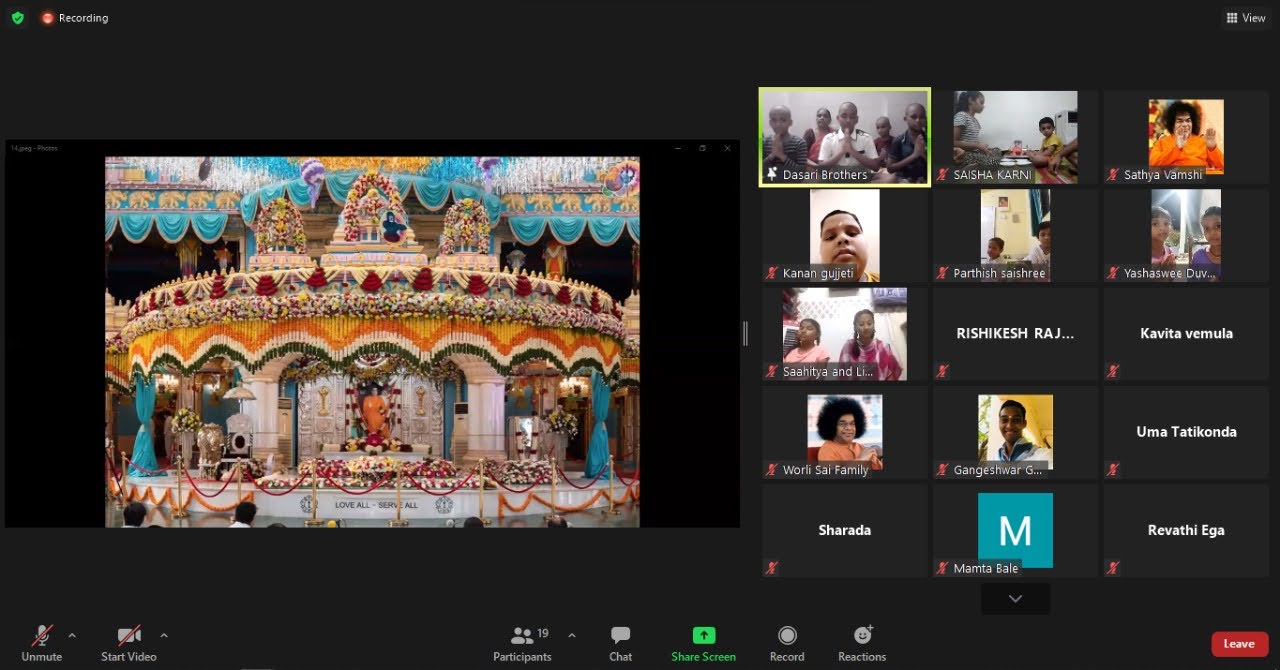 Recording
View
14.jpeg - Photos
LOVE ALL - SERVE ALL
Dasari Brothers
SAISHA KARNI
Sathya Vamshi
Kanan gujjeti
Parthish saishree
Yashaswee Duv...
Saahitya and Li...
RISHIKESH RAJ...
Kavita vemula
Worli Sai Family
Gangeshwar G...
Uma Tatikonda
Sharada
M
Mamta Bale
Revathi Ega
Unmute
Start Video
19
Participants
Chat
Share Screen
Record
Reactions
Leave